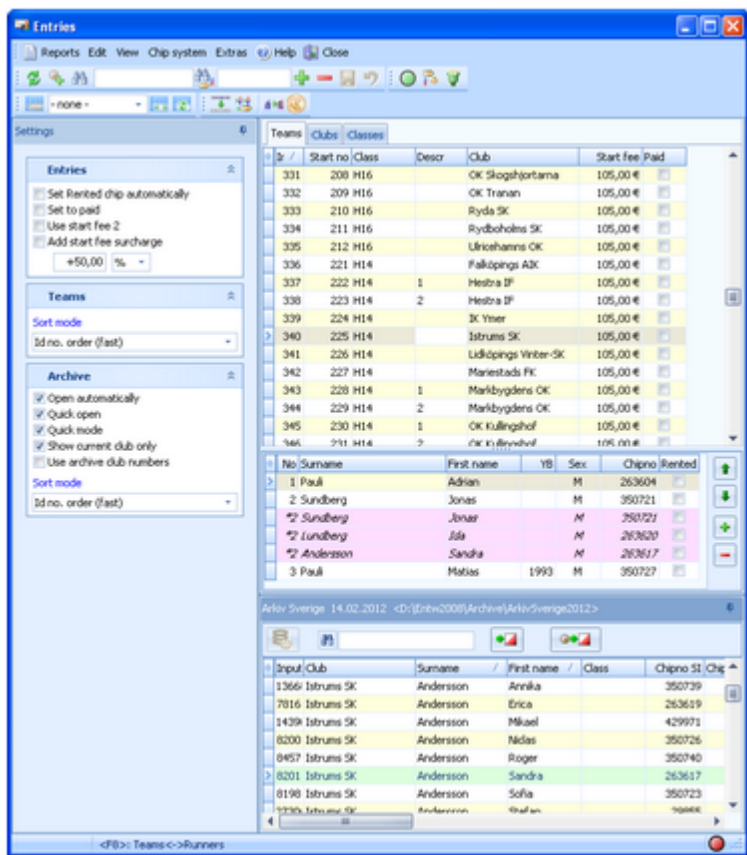 Entries
Reports Edit View Chip system Extras Help Close
- none -
Settings
Entries
Set Rented chip automatically
Set to paid
Use start fee 2
Add start fee surcharge
+50,00 %
Teams
Sort mode
Id no. order (fast)
Archive
Open automatically
Quick open
Quick mode
Show current club only
Use archive club numbers
Sort mode
Id no. order (fast)
Teams Clubs Classes
Start no Class Descr Club Start fee Paid
331 208 H16 OK Skogshjortarna 105,00 €
332 209 H16 OK Tranan 105,00 €
333 210 H16 Ryda SK 105,00 €
334 211 H16 Rydboholms SK 105,00 €
335 212 H16 Ulricehamns OK 105,00 €
336 221 H14 Falköpings AIK 105,00 €
337 222 H14 1 Hestra IF 105,00 €
338 223 H14 2 Hestra IF 105,00 €
339 224 H14 IK Ymer 105,00 €
340 225 H14 Istrums SK 105,00 €
341 226 H14 Lidköpings Vinter-SK 105,00 €
342 227 H14 Mariestads FK 105,00 €
343 228 H14 1 Markbygdens OK 105,00 €
344 229 H14 2 Markbygdens OK 105,00 €
345 230 H14 1 OK Kullingshof 105,00 €
346 231 H14 2 OK Kullingshof 105,00 €
No Surname First name YB Sex Chipno Rented
1 Pauli Adrian M 263604
2 Sundberg Jonas M 350721
*2 Sundberg Jonas M 350721
*2 Lundberg Ida M 263620
*2 Andersson Sandra M 263617
3 Pauli Matias 1993 M 350727
Arkiv Sverige 14.02.2012 <D:\Entw2008\Archive\ArkivSverige2012>
Input Club Surname First name Class Chipno SI
Istrums SK Andersson Annika 350739
7816 Istrums SK Andersson Erica 263619
Istrums SK Andersson Mikael 429971
8200 Istrums SK Andersson Niclas 350726
8457 Istrums SK Andersson Roger 350740
8201 Istrums SK Andersson Sandra 263617
8198 Istrums SK Andersson Sofia 350723
Istrums SK Andersson Stefan
<F8>: Teams<->Runners